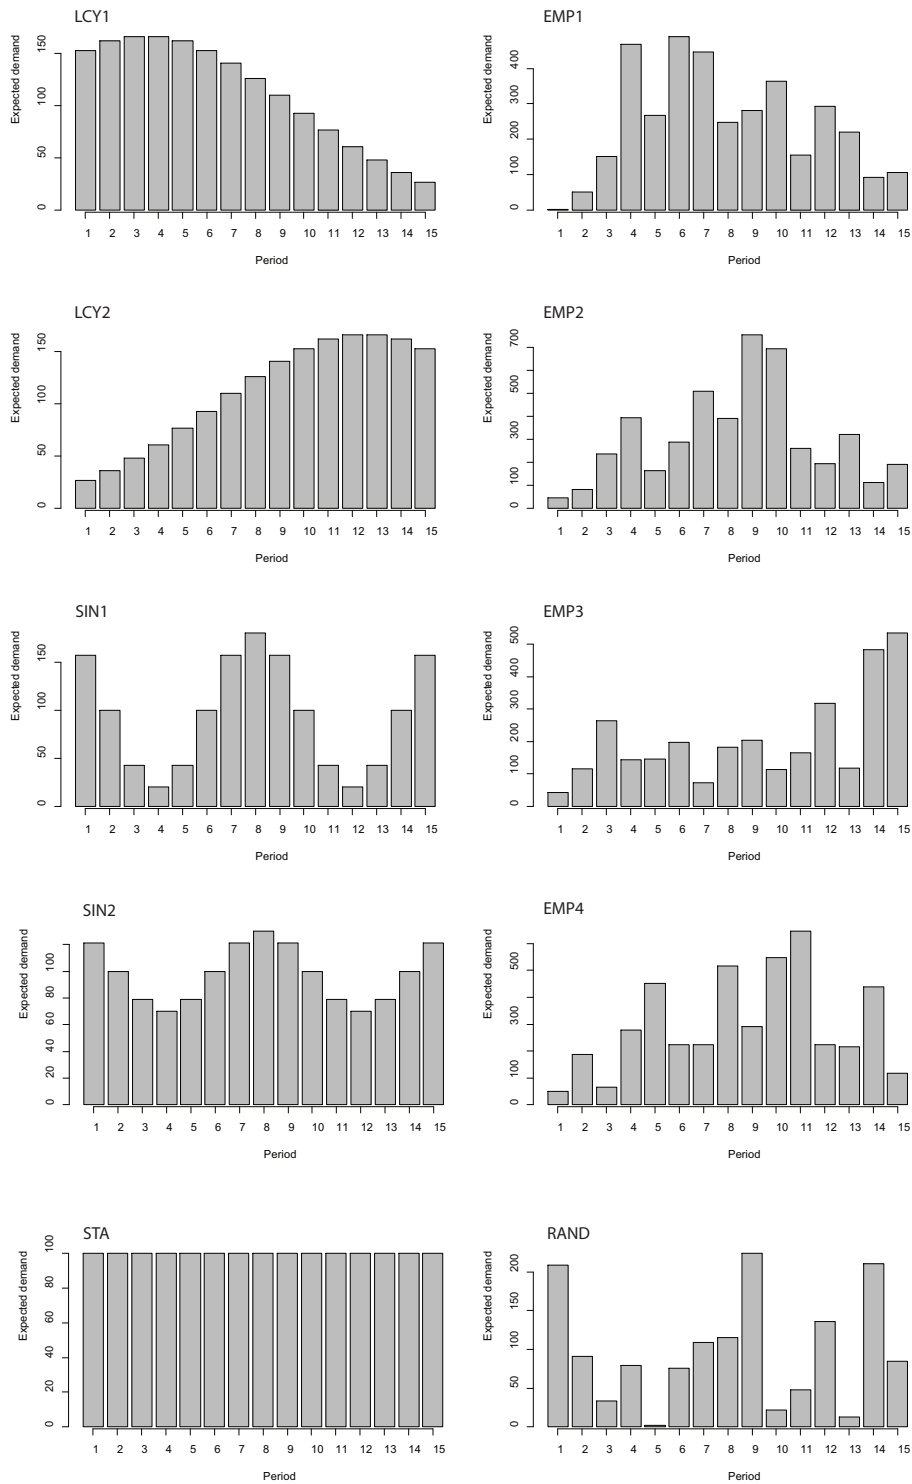 LCY1
Expected demand
0 50 100 150
1 2 3 4 5 6 7 8 9 10 11 12 13 14 15
Period
EMP1
Expected demand
0 100 200 300 400
1 2 3 4 5 6 7 8 9 10 11 12 13 14 15
Period
LCY2
Expected demand
0 50 100 150
1 2 3 4 5 6 7 8 9 10 11 12 13 14 15
Period
EMP2
Expected demand
0 100 300 500 700
1 2 3 4 5 6 7 8 9 10 11 12 13 14 15
Period
SIN1
Expected demand
0 50 100 150
1 2 3 4 5 6 7 8 9 10 11 12 13 14 15
Period
EMP3
Expected demand
0 100 200 300 400 500
1 2 3 4 5 6 7 8 9 10 11 12 13 14 15
Period
SIN2
Expected demand
0 20 40 60 80 100
1 2 3 4 5 6 7 8 9 10 11 12 13 14 15
Period
EMP4
Expected demand
0 100 300 500
1 2 3 4 5 6 7 8 9 10 11 12 13 14 15
Period
STA
Expected demand
0 20 40 60 80 100
1 2 3 4 5 6 7 8 9 10 11 12 13 14 15
Period
RAND
Expected demand
0 50 100 150 200
1 2 3 4 5 6 7 8 9 10 11 12 13 14 15
Period